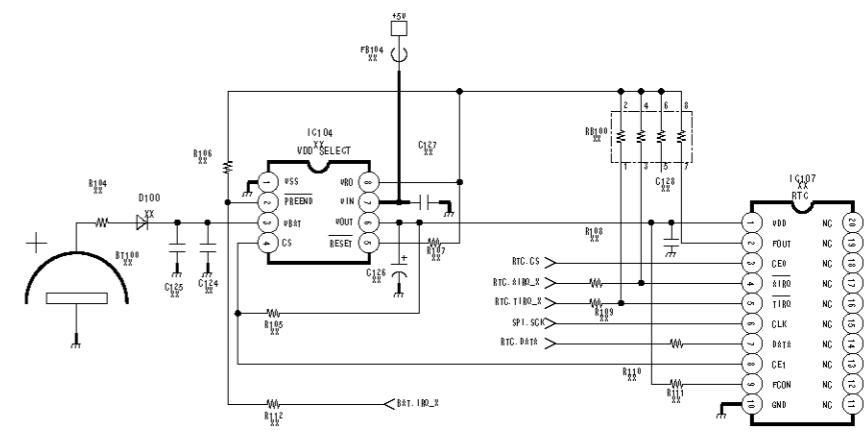 +5V
FB104
XX
2 4 6 8
RB100
XX
1 3 5 7
IC104
XX
VDD SELECT
C127
XX
R106
XX
1 VSS VRO 8
2 PREEND VIN 7
3 VBAT VOUT 6
4 CS RESET 5
R104
XX
D100
XX
BT100
XX
C125
XX
C124
XX
C126
XX
R107
XX
R105
XX
R112
XX
BAT.IRQ_X
C128
XX
R108
XX
RTC.CS
RTC.AIRQ_X
RTC.TIRQ_X
R109
XX
SPI.SCK
RTC.DATA
R110
XX
R111
XX
IC107
XX
RTC
1 VDD NC 20
2 FOUT NC 19
3 CE0 NC 18
4 AIRQ NC 17
5 TIRQ NC 16
6 CLK NC 15
7 DATA NC 14
8 CE1 NC 13
9 FCON NC 12
10 GND NC 11